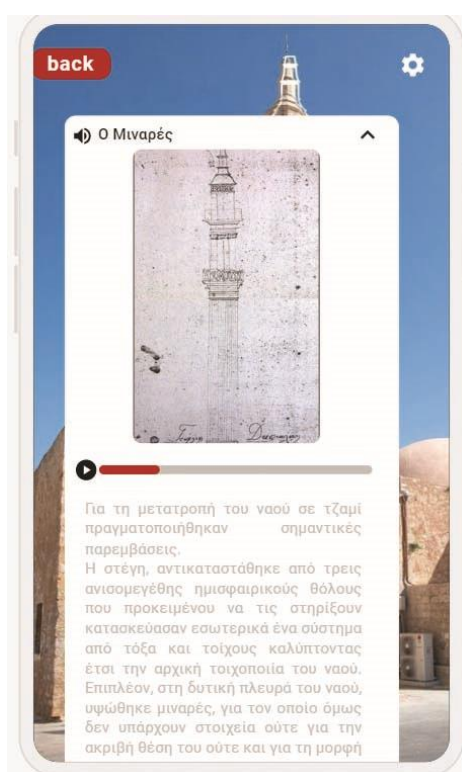 back
Ο Μιναρές
Για τη μετατροπή του ναού σε τζαμί
πραγματοποιήθηκαν σημαντικές
παρεμβάσεις.
Η στέγη, αντικαταστάθηκε από τρεις
ανισομεγέθης ημισφαιρικούς θόλους
που προκειμένου να τις στηρίξουν
κατασκεύασαν εσωτερικά ένα σύστημα
από τόξα και τοίχους καλύπτοντας
έτσι την αρχική τοιχοποιία του ναού.
Επιπλέον, στη δυτική πλευρά του ναού,
υψώθηκε μιναρές, για τον οποίο όμως
δεν υπάρχουν στοιχεία ούτε για την
ακριβή θέση του ούτε και για τη μορφή